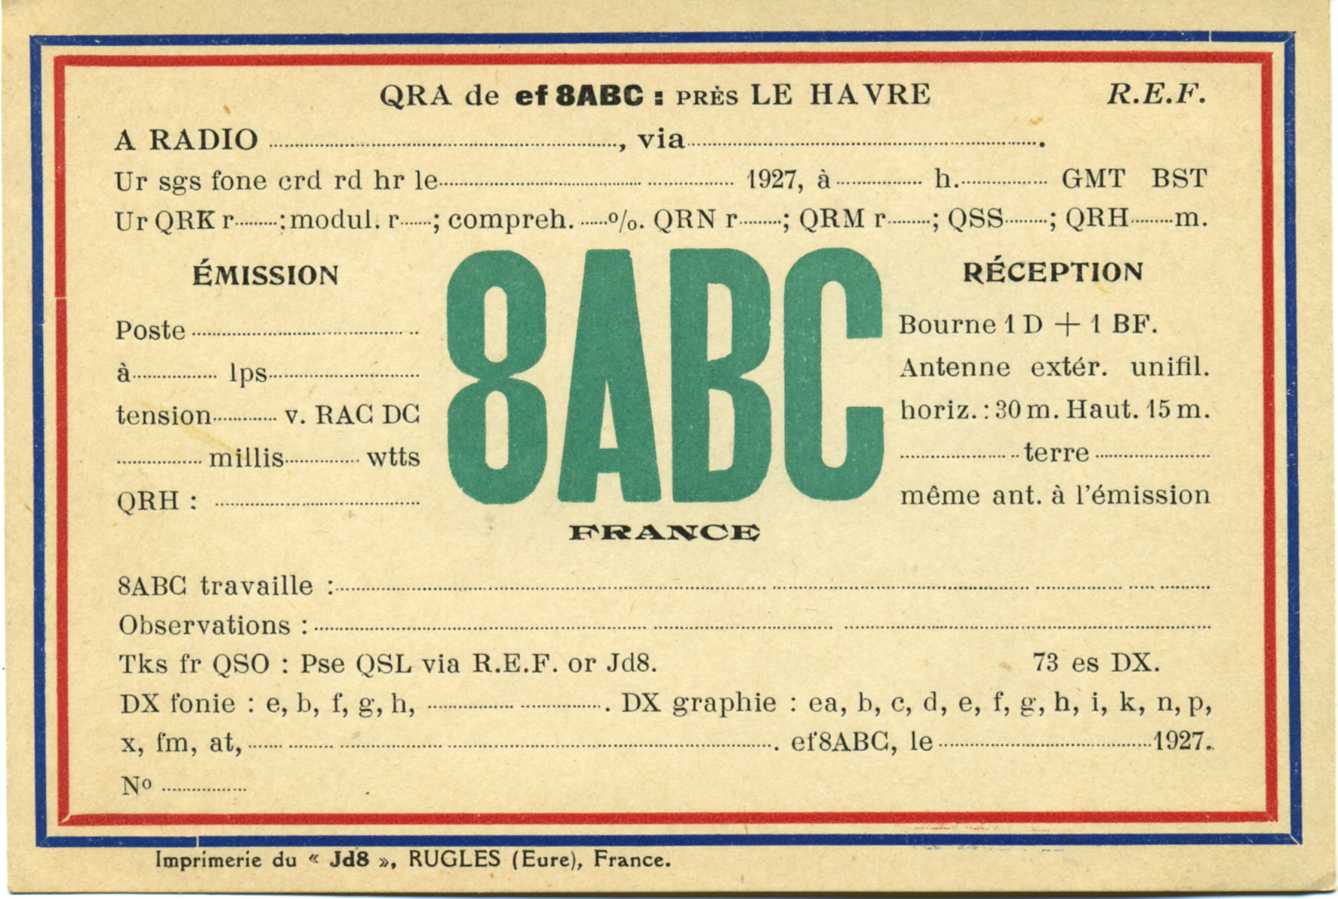 QRA de ef 8ABC : PRÈS LE HAVRE R.E.F.
A RADIO ........................, via........................
Ur sgs fone crd rd hr le........................ 1927, à............ h............. GMT BST
Ur QRK r......; modul. r.....; compreh. .....%. QRN r......; QRM r......; QSS......; QRH......m.
ÉMISSION
Poste ........................
à............ lps............
tension......... v. RAC DC
............ millis............ wtts
QRH : ........................
8ABC
FRANCE
RÉCEPTION
Bourne 1 D + 1 BF.
Antenne extér. unifil.
horiz. : 30 m. Haut. 15 m.
............ terre ............
même ant. à l'émission
8ABC travaille :........................
Observations : ........................
Tks fr QSO : Pse QSL via R.E.F. or Jd8. 73 es DX.
DX fonie : e, b, f, g, h, ........................ . DX graphie : ea, b, c, d, e, f, g, h, i, k, n, p,
x, fm, at, ........................ . ef8ABC, le ........................1927.
Nº ............
Imprimerie du « Jd8 », RUGLES (Eure), France.